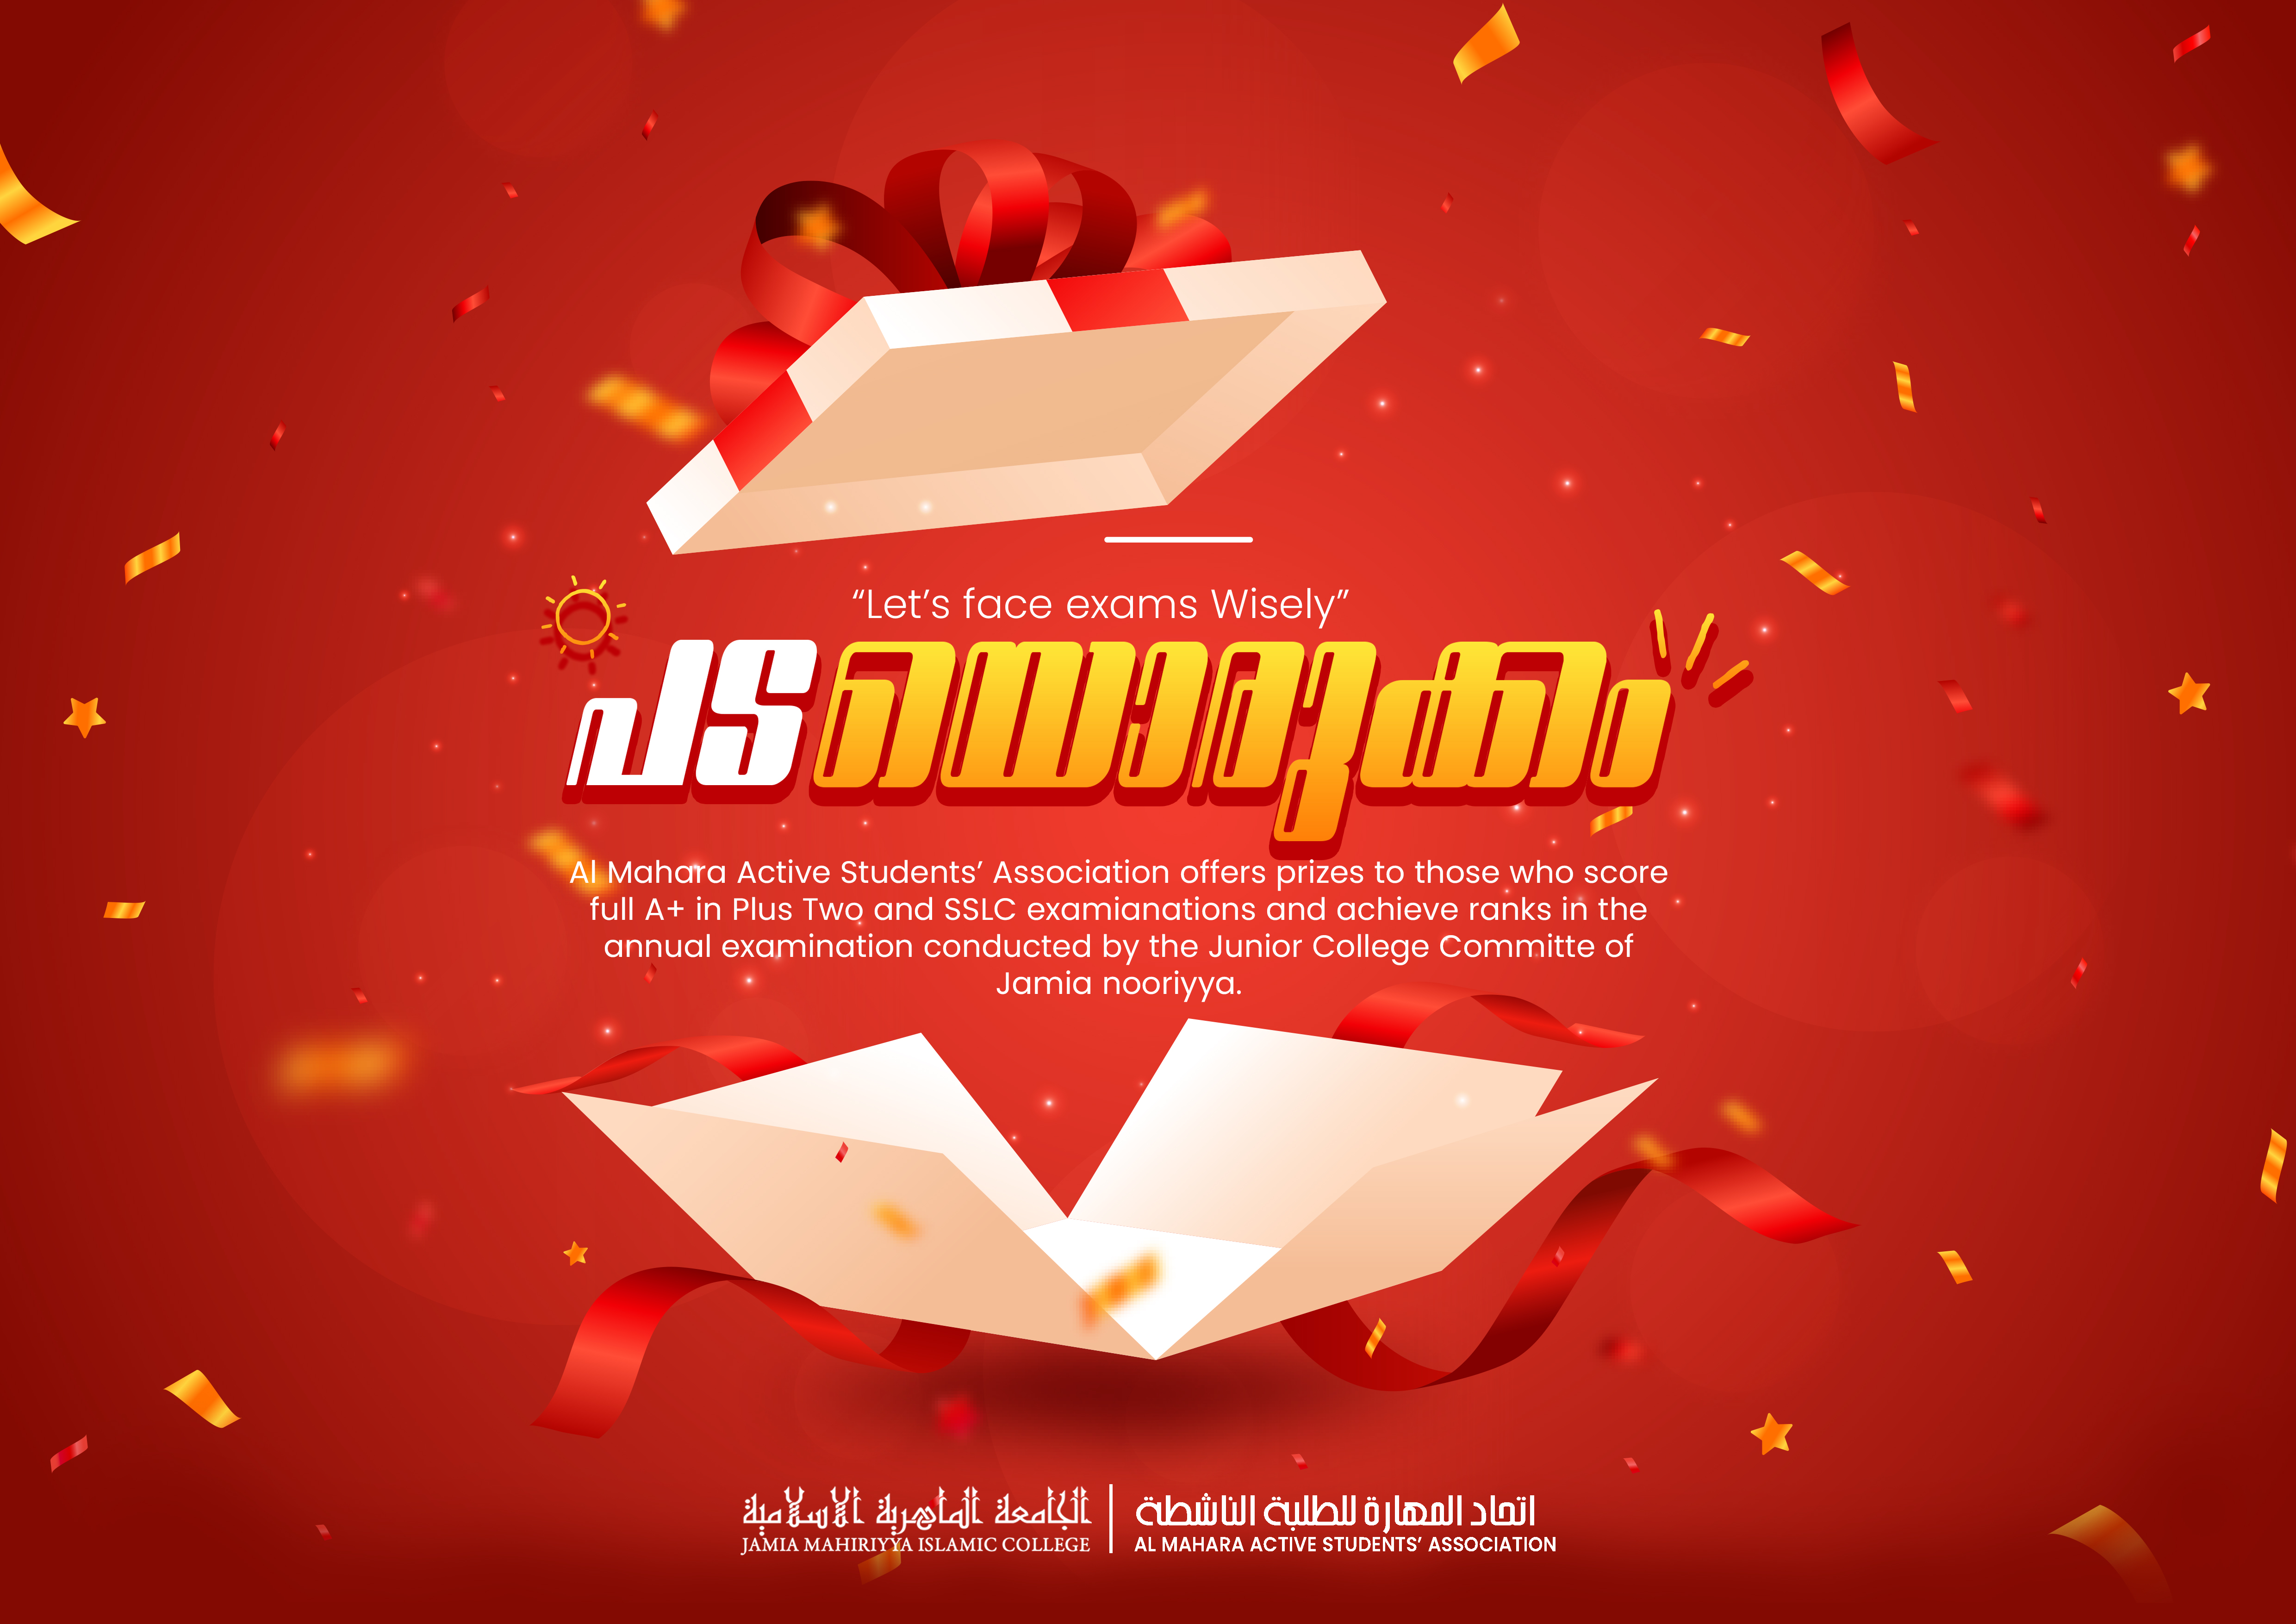 “Let’s face exams Wisely”
പടയൊരുക്കം
Al Mahara Active Students’ Association offers prizes to those who score
full A+ in Plus Two and SSLC examianations and achieve ranks in the
annual examination conducted by the Junior College Committe of
Jamia nooriyya.
الجامعة الماهرية الاسلامية
JAMIA MAHIRIYYA ISLAMIC COLLEGE
اتحاد المهارة للطلبة الناشطة
AL MAHARA ACTIVE STUDENTS’ ASSOCIATION